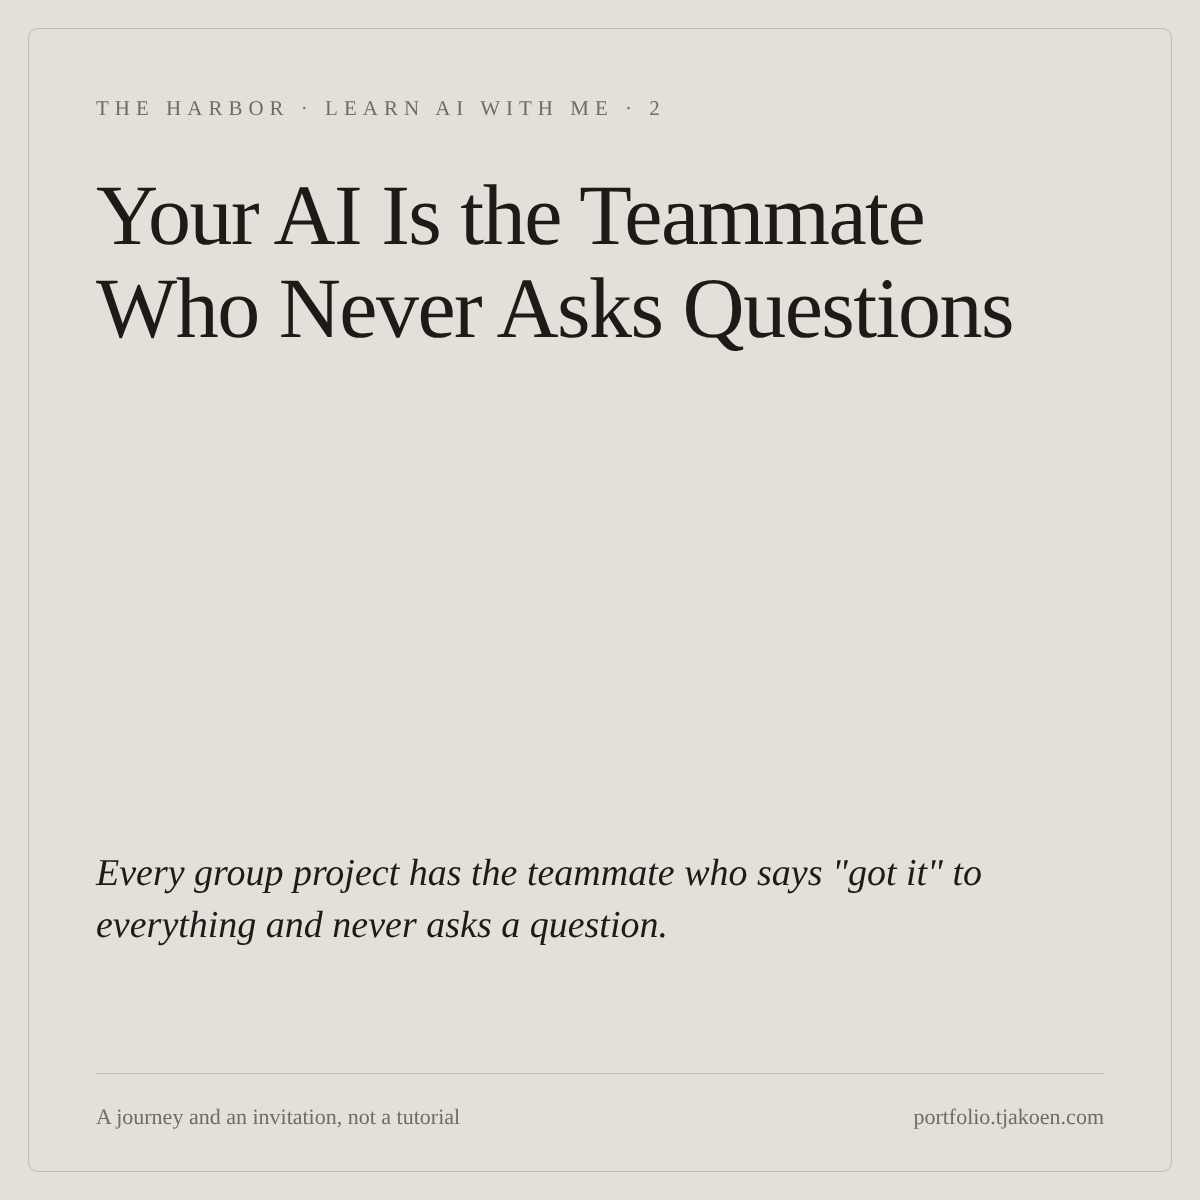 THE HARBOR · LEARN AI WITH ME · 2
Your AI Is the Teammate
Who Never Asks Questions
Every group project has the teammate who says "got it" to
everything and never asks a question.
A journey and an invitation, not a tutorial
portfolio.tjakoen.com